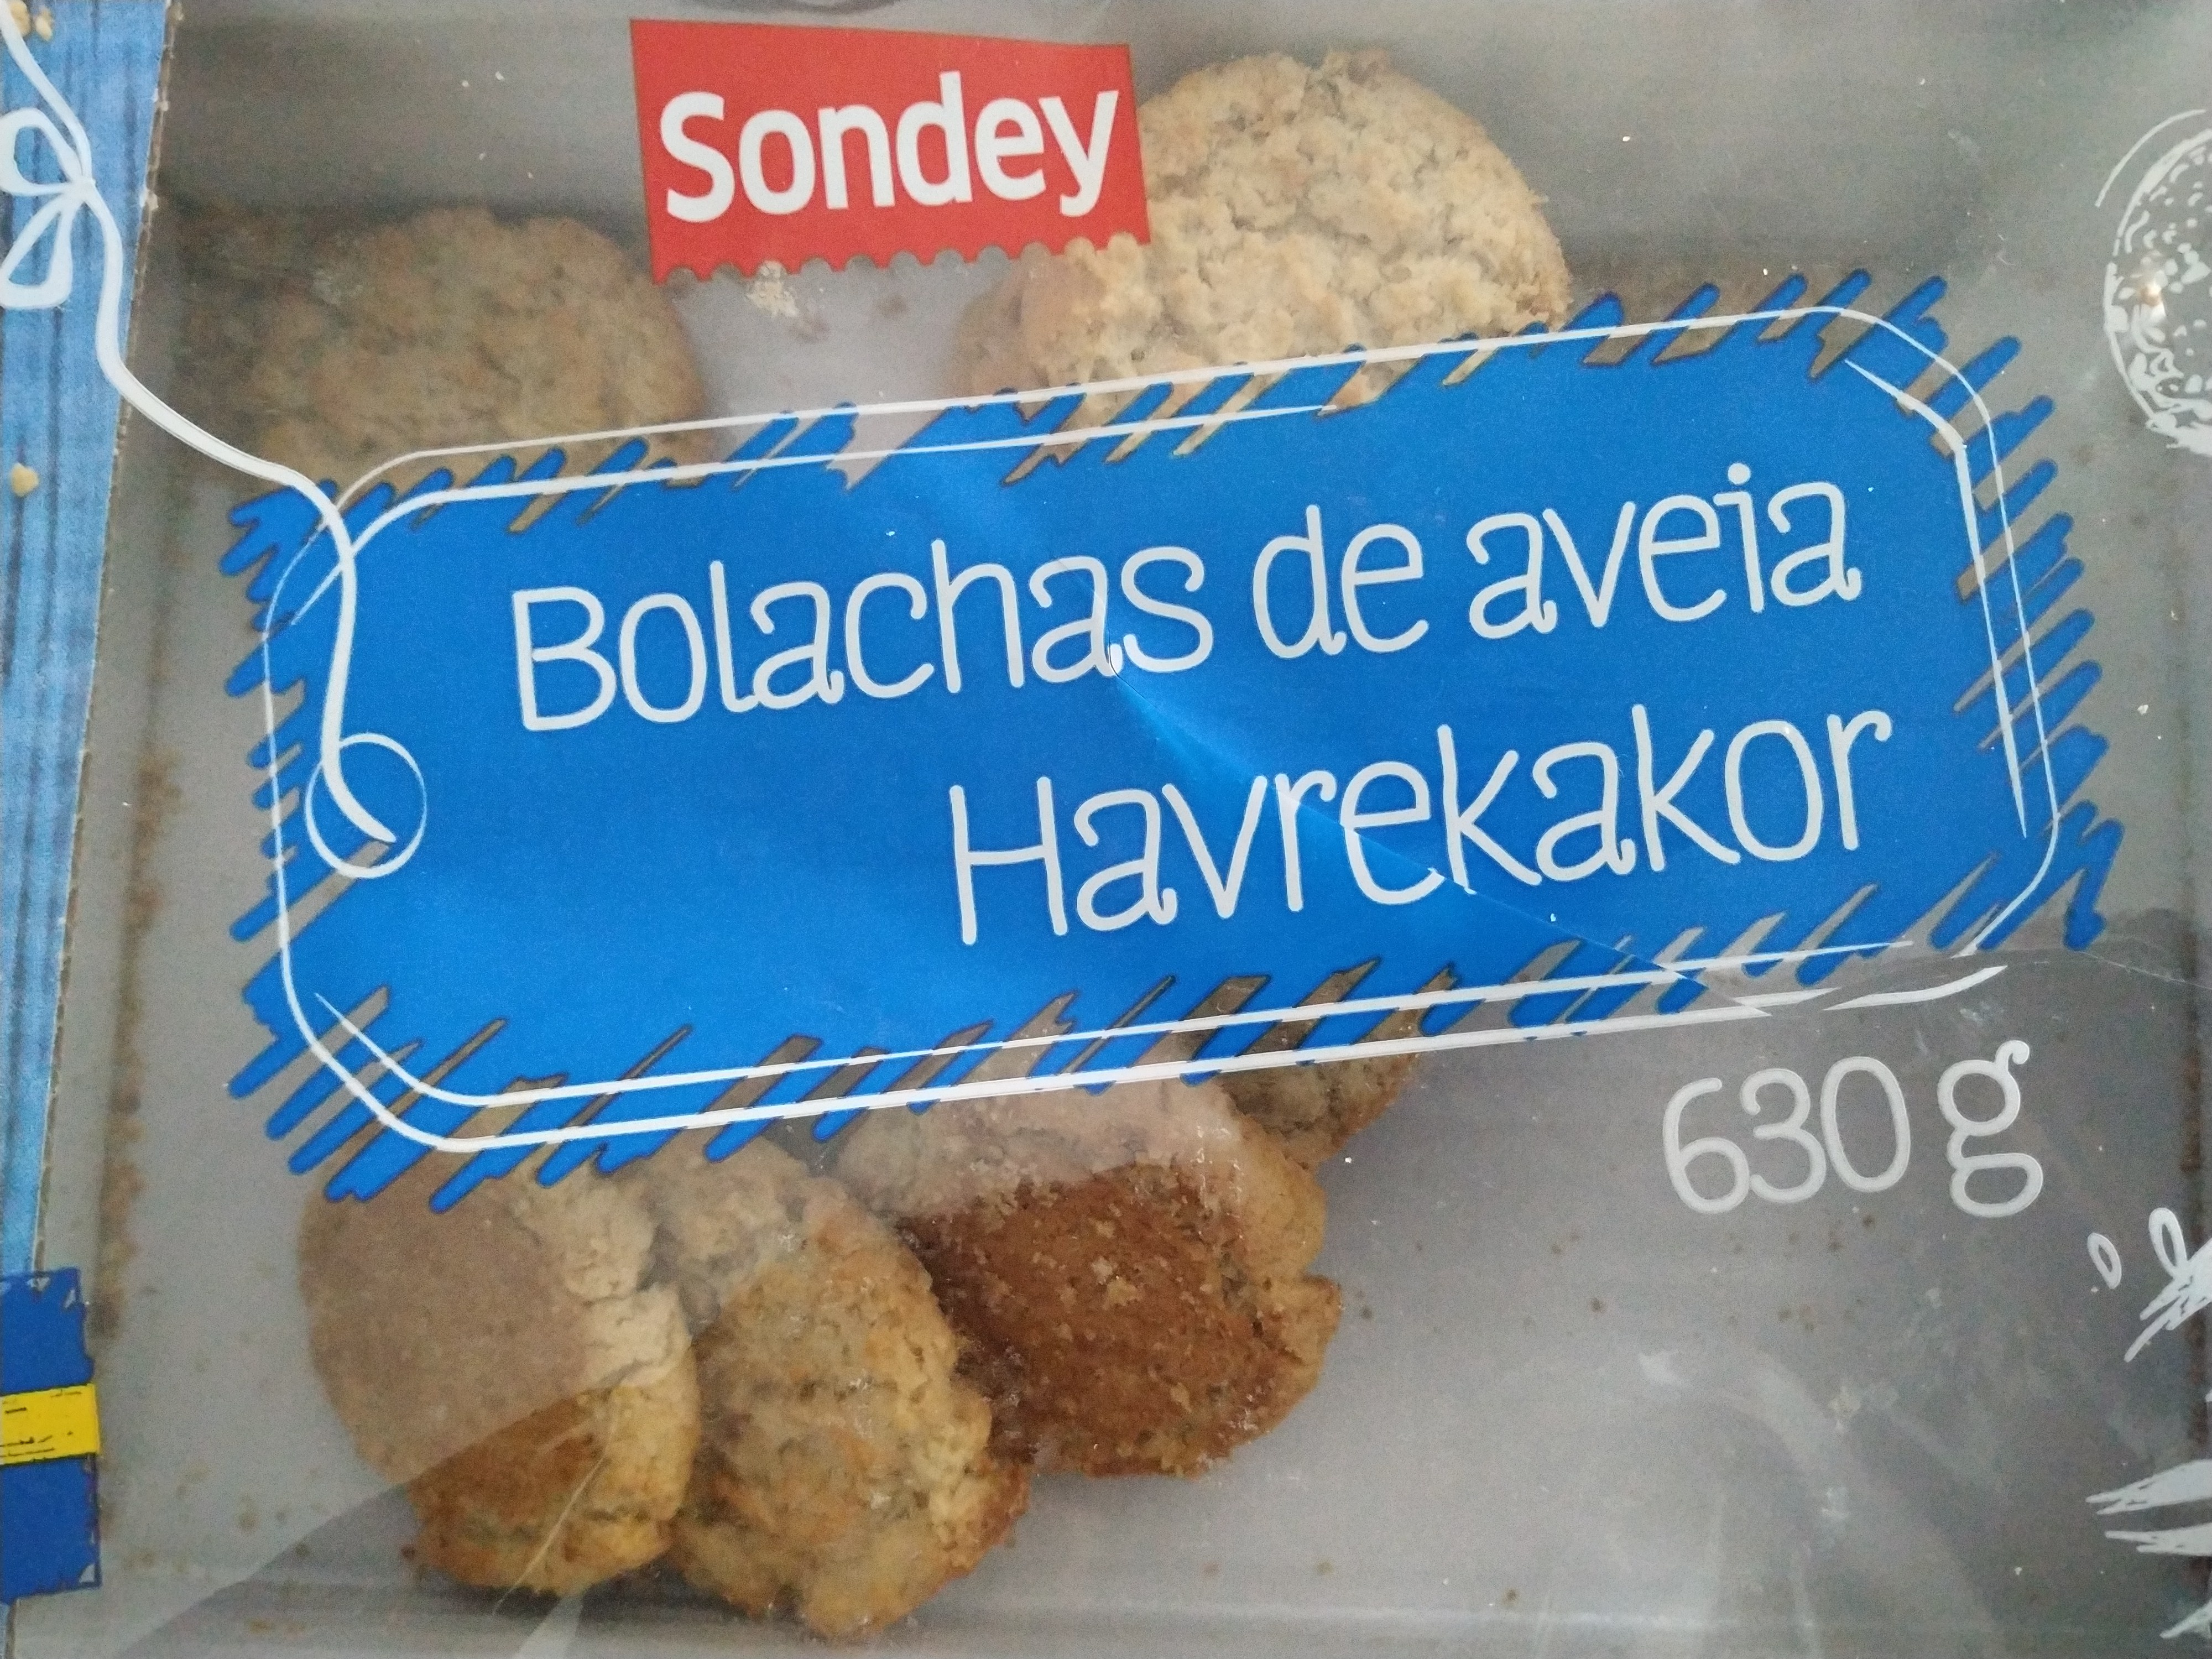 Sondey
Bolachas de aveia
Havrekakor
630 g